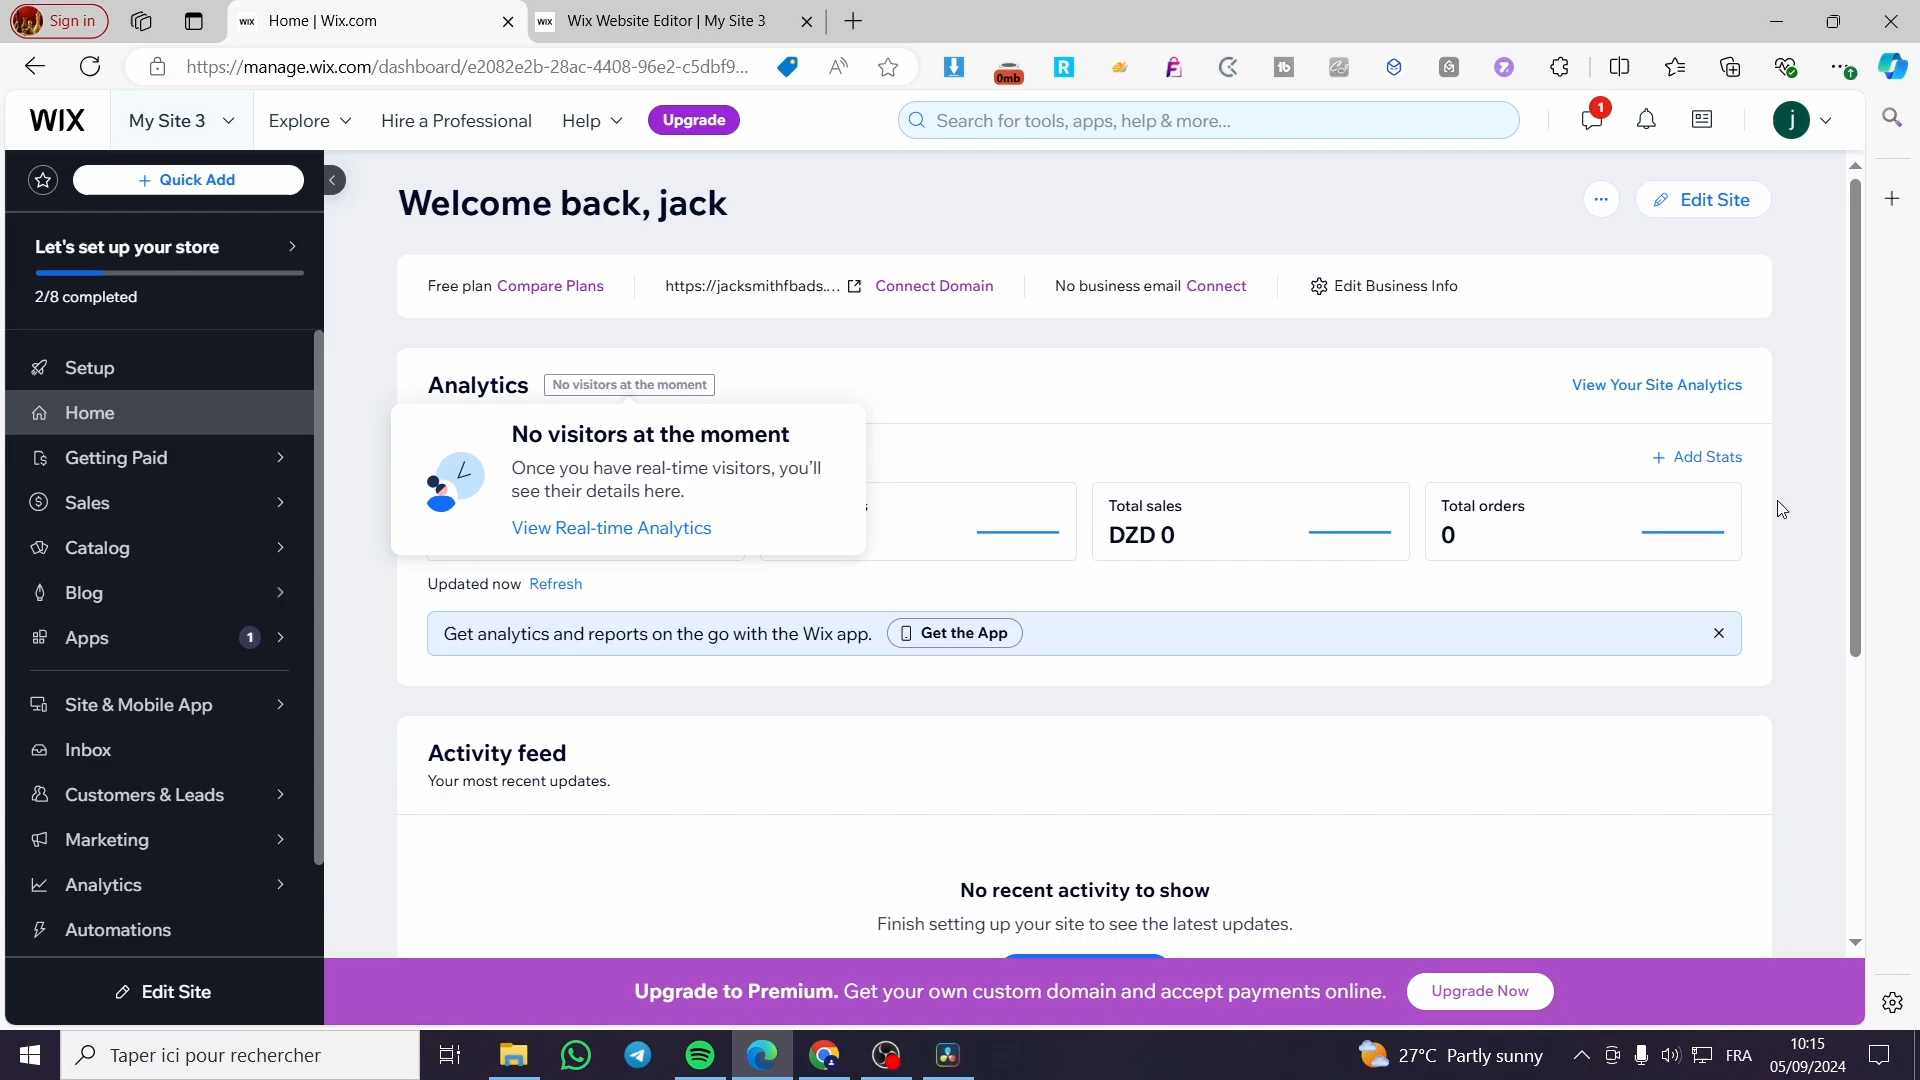 Sign in
WIX Home | Wix.com
WIX Wix Website Editor | My Site 3
https://manage.wix.com/dashboard/e2082e2b-28ac-4408-96e2-c5dbf9...
0mb
R
WIX
My Site 3
Explore
Hire a Professional
Help
Upgrade
Search for tools, apps, help & more...
1
j
+ Quick Add
Let's set up your store
2/8 completed
Setup
Home
Getting Paid
Sales
Catalog
Blog
Apps 1
Site & Mobile App
Inbox
Customers & Leads
Marketing
Analytics
Automations
Edit Site
Welcome back, jack
... Edit Site
Free plan Compare Plans
https://jacksmithfbads.... Connect Domain
No business email Connect
Edit Business Info
Analytics No visitors at the moment
View Your Site Analytics
No visitors at the moment
Once you have real-time visitors, you'll
see their details here.
View Real-time Analytics
+ Add Stats
Total sales
DZD 0
Total orders
0
Updated now Refresh
Get analytics and reports on the go with the Wix app. Get the App
Activity feed
Your most recent updates.
No recent activity to show
Finish setting up your site to see the latest updates.
Upgrade to Premium. Get your own custom domain and accept payments online. Upgrade Now
Taper ici pour rechercher
27°C Partly sunny
FRA
10:15
05/09/2024